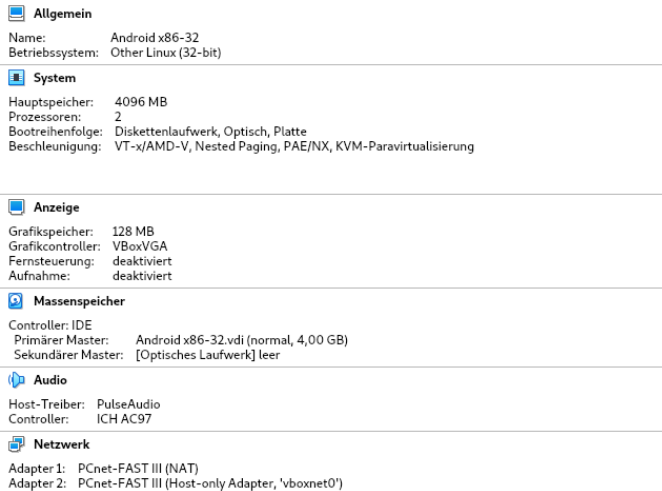 Allgemein
Name: Android x86-32
Betriebssystem: Other Linux (32-bit)
System
Hauptspeicher: 4096 MB
Prozessoren: 2
Bootreihenfolge: Diskettenlaufwerk, Optisch, Platte
Beschleunigung: VT-x/AMD-V, Nested Paging, PAE/NX, KVM-Paravirtualisierung
Anzeige
Grafikspeicher: 128 MB
Grafikcontroller: VBoxVGA
Fernsteuerung: deaktiviert
Aufnahme: deaktiviert
Massenspeicher
Controller: IDE
Primärer Master: Android x86-32.vdi (normal, 4,00 GB)
Sekundärer Master: [Optisches Laufwerk] leer
Audio
Host-Treiber: PulseAudio
Controller: ICH AC97
Netzwerk
Adapter 1: PCnet-FAST III (NAT)
Adapter 2: PCnet-FAST III (Host-only Adapter, 'vboxnet0')